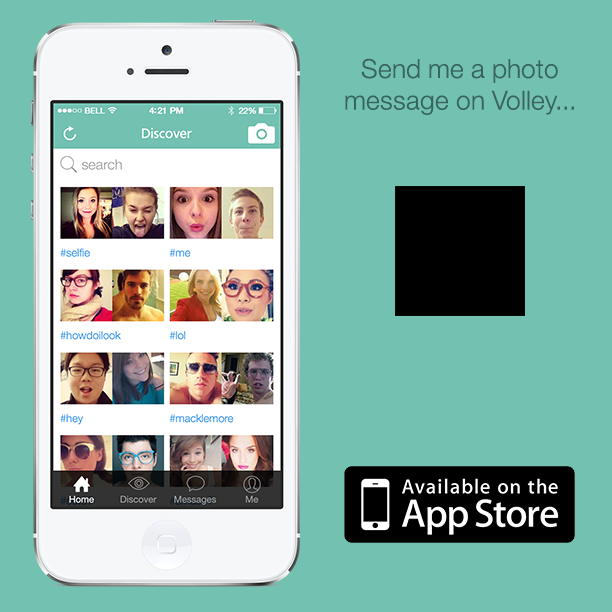 BELL 4:21 PM 22%
Discover
search
#selfie #me
#howdoilook #lol
#hey #macklemore
Home Discover Messages Me
Send me a photo
message on Volley...
Available on the
App Store